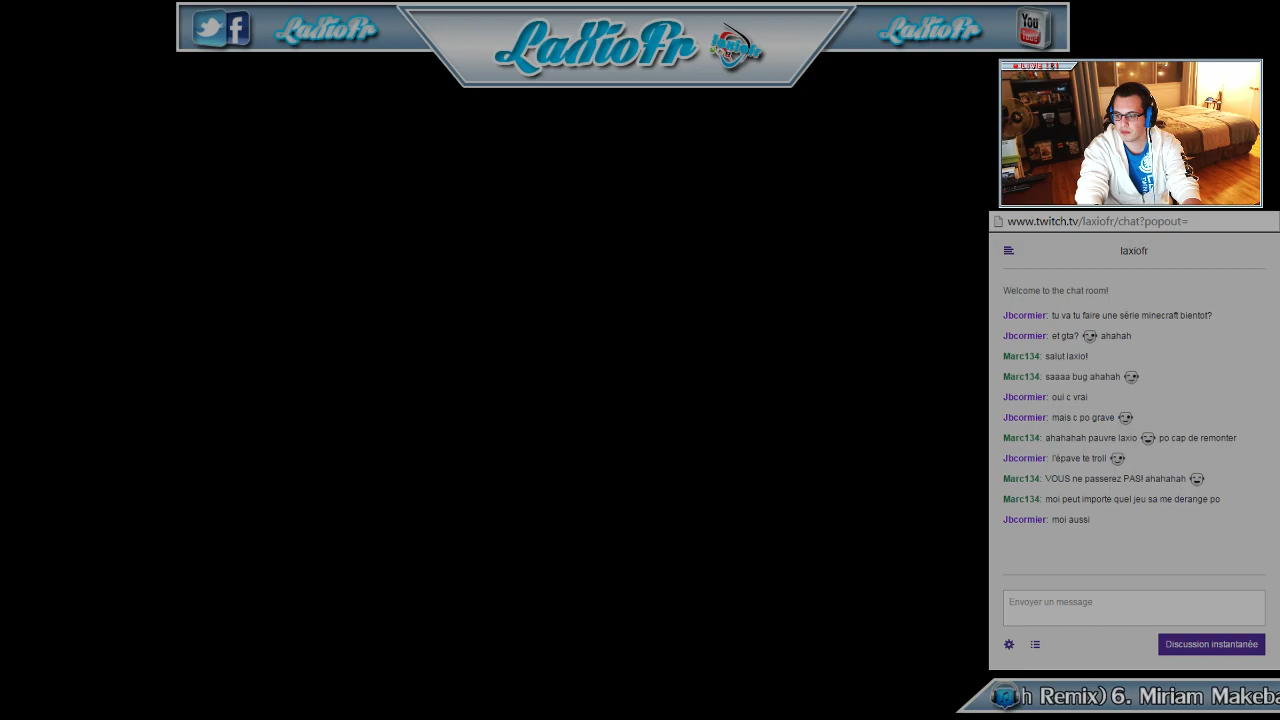 LaxioFr
LaxioFr
LaxioFr
You
Tube
www.twitch.tv/laxiofr/chat?popout=
laxiofr
Welcome to the chat room!
Jbcormier: tu va tu faire une série minecraft bientot?
Jbcormier: et gta? ahahah
Marc134: salut laxio!
Marc134: saaaa bug ahahah
Jbcormier: oui c vrai
Jbcormier: mais c po grave
Marc134: ahahahah pauvre laxio po cap de remonter
Jbcormier: l'épave te troll
Marc134: VOUS ne passerez PAS! ahahahah
Marc134: moi peut importe quel jeu sa me derange po
Jbcormier: moi aussi
Envoyer un message
Discussion instantanée
h Remix) 6. Miriam Makeba